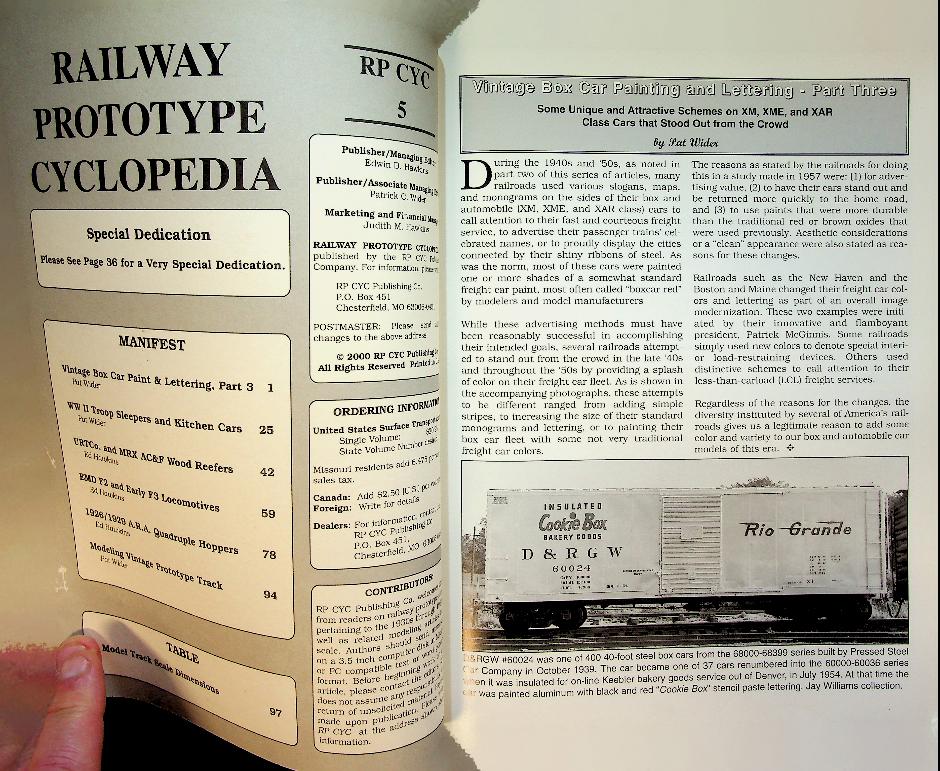 RAILWAY
PROTOTYPE
CYCLOPEDIA
Special Dedication
Please See Page 36 for a Very Special Dedication.
MANIFEST
Vintage Box Car Paint & Lettering, Part 3 1
Pat Wider
WW II Troop Sleepers and Kitchen Cars 25
Pat Wider
URTCo. and MRX AC&F Wood Reefers 42
Ed Hawkins
EMD F2 and Early F3 Locomotives 59
Ed Hawkins
1926/1929 A.R.A. Quadruple Hoppers 78
Ed Hawkins
Modeling Vintage Prototype Track 94
Pat Wider
TABLE
Model Track Scale Dimensions
97
RP CYC
5
Publisher/Managing
Edwin D. Hawkins
Publisher/Associate Managing
Patrick C. Wider
Marketing and Financial
Judith M. Hawkins
RAILWAY PROTOTYPE
published by the RP CYC
Company. For information
RP CYC Publishing Co.
P.O. Box 451
Chesterfield, MO
POSTMASTER: Please send
changes to the above address
© 2000 RP CYC Publishing
All Rights Reserved Printed
ORDERING
United States Surface
Single Volume:
State Volume Number
Missouri residents add
sales tax.
Canada: Add $2.50
Foreign: Write for details
Dealers: For information,
RP CYC Publishing
P.O. Box 451,
Chesterfield, MO
CONTRIBUTORS
RP CYC Publishing Co.
from readers on railway
pertaining to the 1930s
well as related modeling
scale. Authors should
on a 3.5 inch computer
or PC compatible text or
format. Before beginning
article, please contact the
does not assume any
return of unsolicited
made upon publication.
RP CYC at the address
information.
Vintage Box Car Painting and Lettering - Part Three
Some Unique and Attractive Schemes on XM, XME, and XAR
Class Cars that Stood Out from the Crowd
by Pat Wider
During the 1940s and '50s, as noted in
part two of this series of articles, many
railroads used various slogans, maps,
and monograms on the sides of their box and
automobile (XM, XME, and XAR class) cars to
call attention to their fast and courteous freight
service, to advertise their passenger trains' cel-
ebrated names, or to proudly display the cities
connected by their shiny ribbons of steel. As
was the norm, most of these cars were painted
one or more shades of a somewhat standard
freight car paint, most often called "boxcar red"
by modelers and model manufacturers
While these advertising methods must have
been reasonably successful in accomplishing
their intended goals, several railroads attempt-
ed to stand out from the crowd in the late '40s
and throughout the '50s by providing a splash
of color on their freight car fleet. As is shown in
the accompanying photographs, these attempts
to be different ranged from adding simple
stripes, to increasing the size of their standard
monograms and lettering, or to painting their
box car fleet with some not very traditional
freight car colors.
The reasons as stated by the railroads for doing
this in a study made in 1957 were: (1) for adver-
tising value, (2) to have their cars stand out and
be returned more quickly to the home road,
and (3) to use paints that were more durable
than the traditional red or brown oxides that
were used previously. Aesthetic considerations
or a "clean" appearance were also stated as rea-
sons for these changes.
Railroads such as the New Haven and the
Boston and Maine changed their freight car col-
ors and lettering as part of an overall image
modernization. These two examples were initi-
ated by their innovative and flamboyant
president, Patrick McGinnis. Some railroads
simply used new colors to denote special interi-
or load-restraining devices. Others used
distinctive schemes to call attention to their
less-than-carload (LCL) freight services.
Regardless of the reasons for the changes, the
diversity instituted by several of America's rail-
roads gives us a legitimate reason to add some
color and variety to our box and automobile car
models of this era.
INSULATED
Cookie Box
BAKERY GOODS
D & R G W
60024
Rio Grande
D&RGW #60024 was one of 400 40-foot steel box cars from the 68000-68399 series built by Pressed Steel
Car Company in October 1939. The car became one of 37 cars renumbered into the 60000-60036 series
when it was insulated for on-line Keebler bakery goods service out of Denver, in July 1954. At that time the
car was painted aluminum with black and red "Cookie Box" stencil paste lettering. Jay Williams collection.